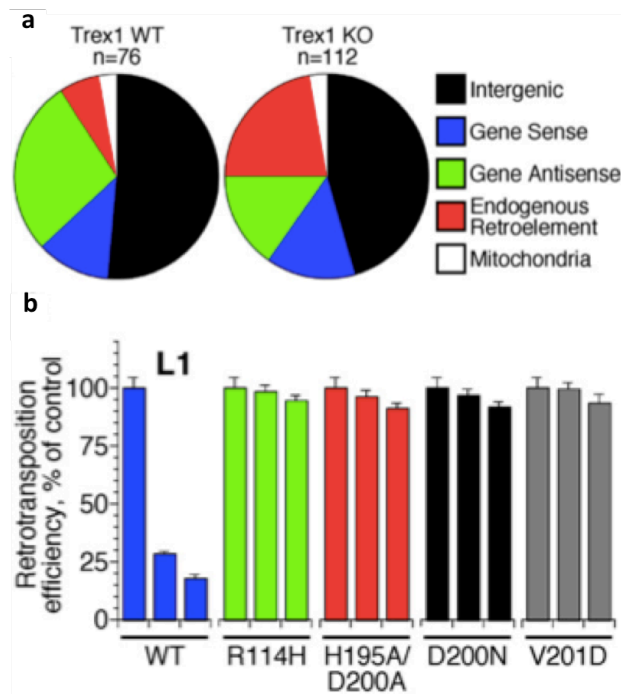 a
Trex1 WT
n=76
Trex1 KO
n=112
Intergenic
Gene Sense
Gene Antisense
Endogenous
Retroelement
Mitochondria
b
L1
Retrotransposition
efficiency, % of control
100
75
50
25
0
WT
R114H
H195A/
D200A
D200N
V201D